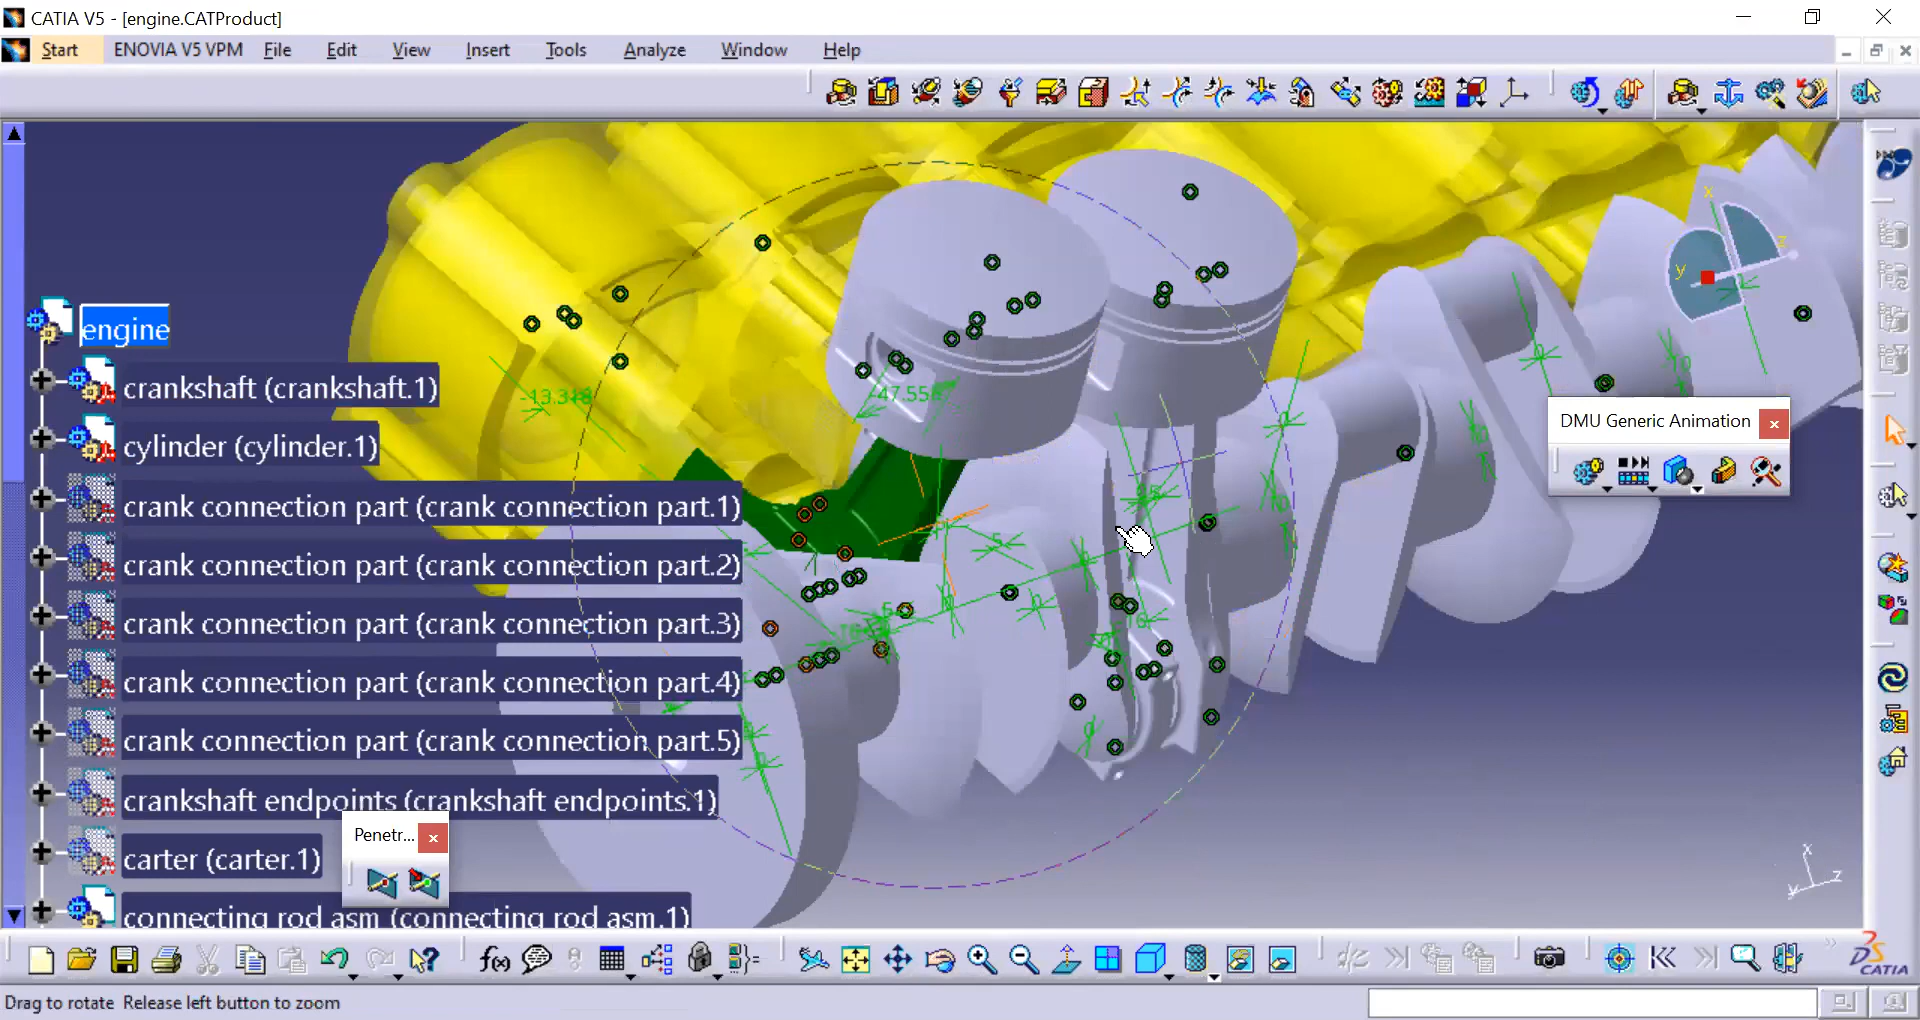 CATIA V5 - [engine.CATProduct]
Start ENOVIA V5 VPM File Edit View Insert Tools Analyze Window Help
engine
crankshaft (crankshaft.1)
cylinder (cylinder.1)
crank connection part (crank connection part.1)
crank connection part (crank connection part.2)
crank connection part (crank connection part.3)
crank connection part (crank connection part.4)
crank connection part (crank connection part.5)
crankshaft endpoints (crankshaft endpoints.1)
carter (carter.1)
connecting rod asm (connecting rod asm.1)
-13.318
x
z
y
DMU Generic Animation
Penetr...
x
y
z
f(x)
CATIA
Drag to rotate Release left button to zoom